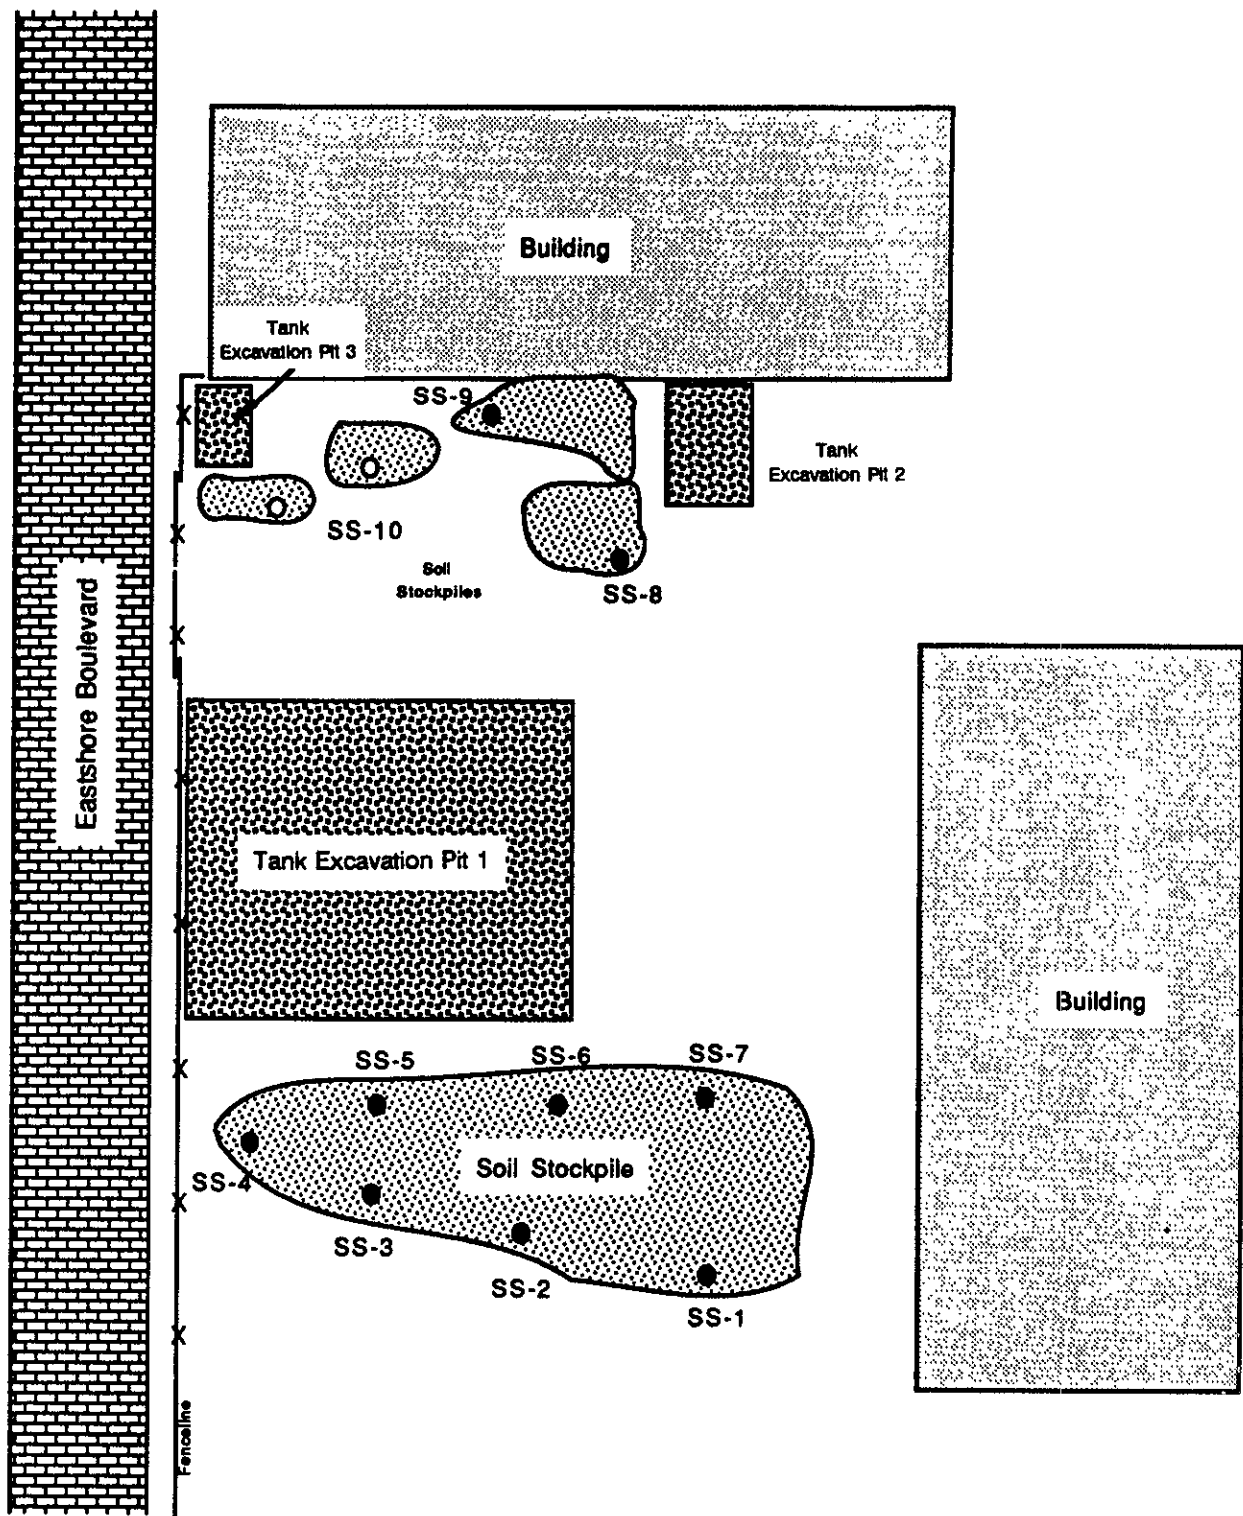 Building
Tank
Excavation Pit 3
SS-9
Tank
Excavation Pit 2
SS-10
Soil
Stockpiles
SS-8
Eastshore Boulevard
Tank Excavation Pit 1
Building
SS-5
SS-6
SS-7
Soil Stockpile
SS-4
SS-3
SS-2
SS-1
Fenceline